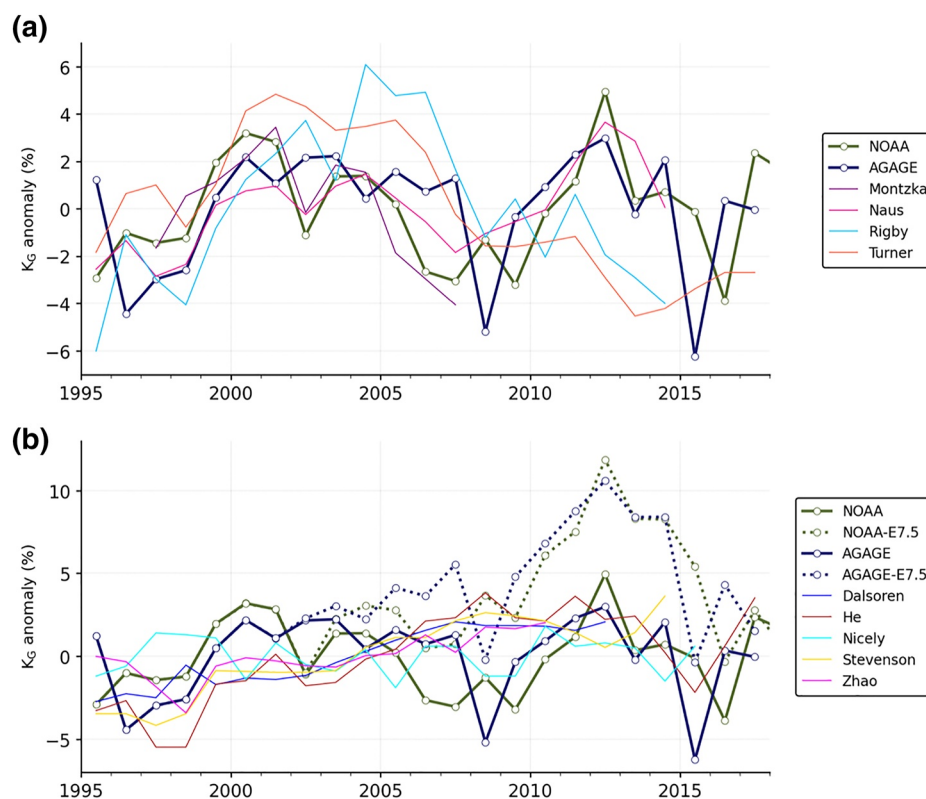 (a)
K_G anomaly (%)
6
4
2
0
−2
−4
−6
1995 2000 2005 2010 2015
NOAA
AGAGE
Montzka
Naus
Rigby
Turner
(b)
K_G anomaly (%)
10
5
0
−5
1995 2000 2005 2010 2015
NOAA
NOAA-E7.5
AGAGE
AGAGE-E7.5
Dalsoren
He
Nicely
Stevenson
Zhao